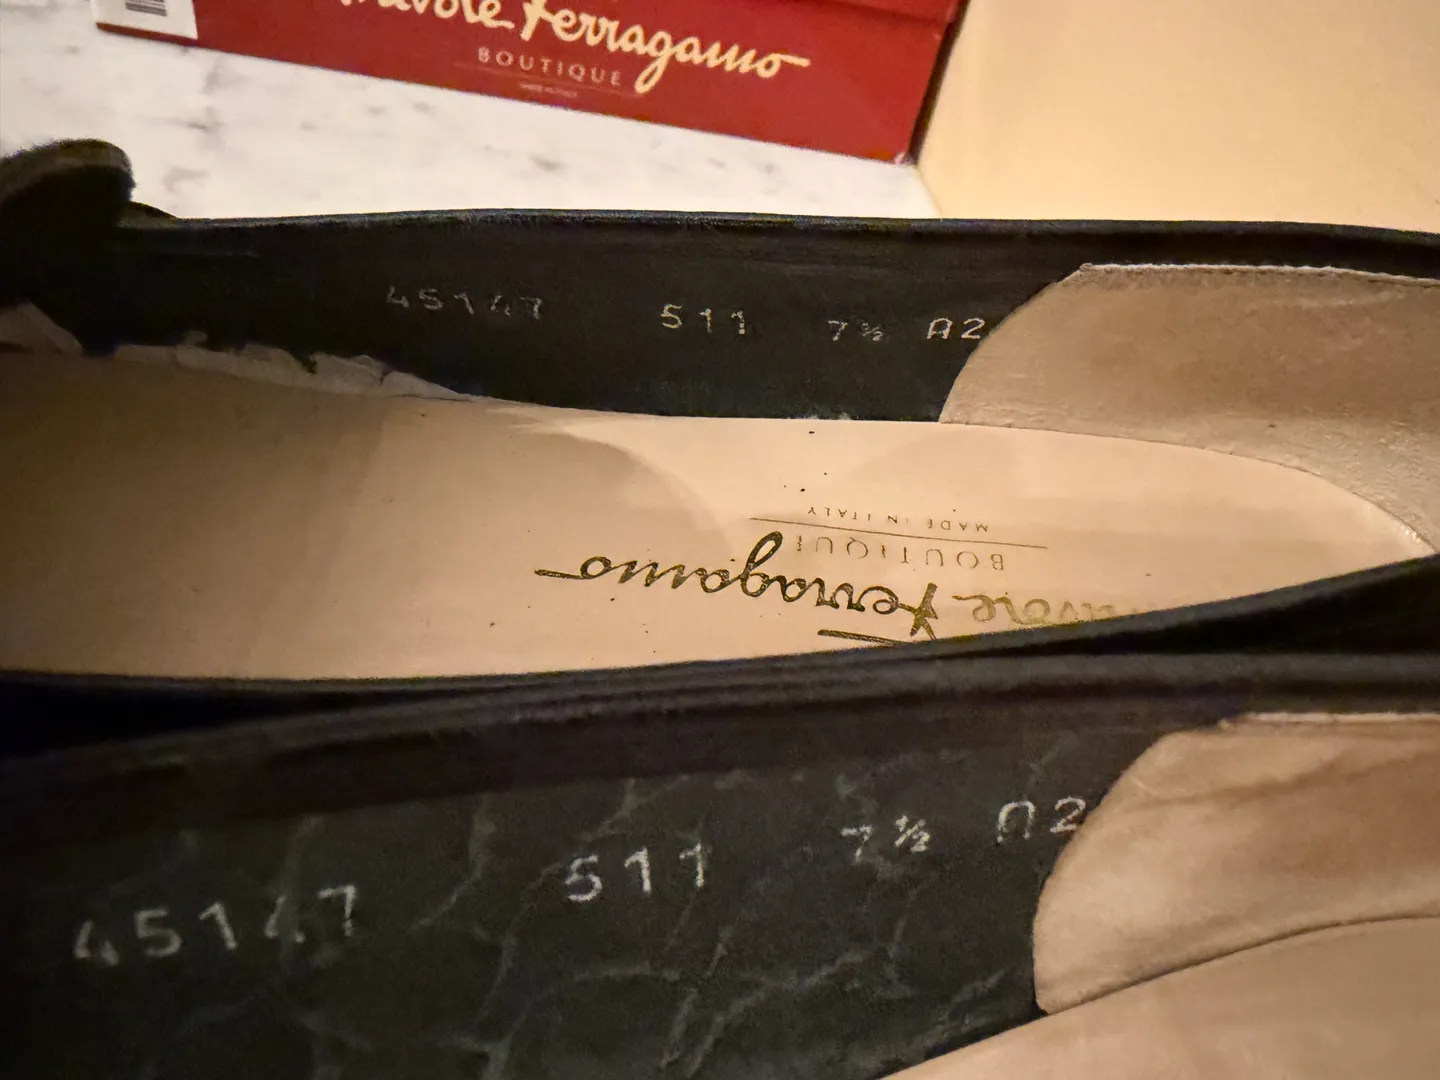 Ferragamo
BOUTIQUE
45147 511 7½ A2
MADE IN ITALY
BOUTIQUE
Ferragamo
45147 511 7½ A2